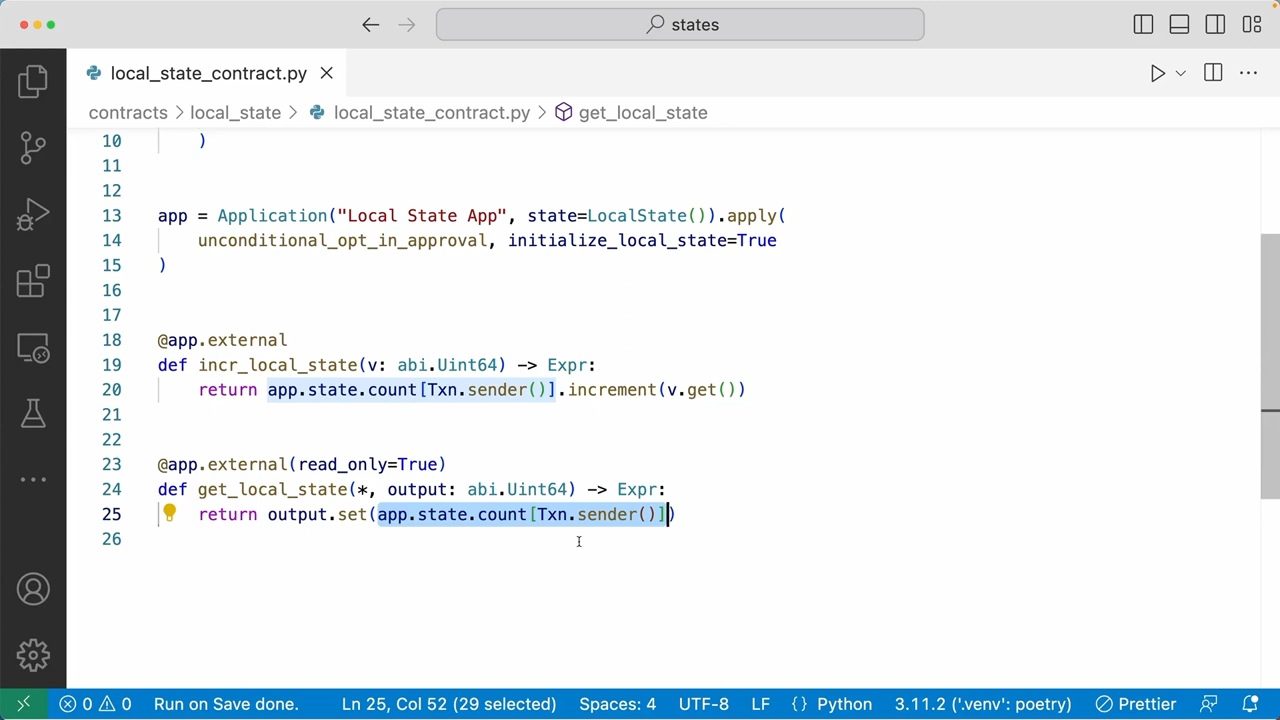 states
local_state_contract.py
contracts > local_state > local_state_contract.py > get_local_state
10 )
11
12
13 app = Application("Local State App", state=LocalState()).apply(
14 unconditional_opt_in_approval, initialize_local_state=True
15 )
16
17
18 @app.external
19 def incr_local_state(v: abi.Uint64) -> Expr:
20 return app.state.count[Txn.sender()].increment(v.get())
21
22
23 @app.external(read_only=True)
24 def get_local_state(*, output: abi.Uint64) -> Expr:
25 return output.set(app.state.count[Txn.sender()])
26
0 0 Run on Save done. Ln 25, Col 52 (29 selected) Spaces: 4 UTF-8 LF {} Python 3.11.2 ('.venv': poetry) Prettier